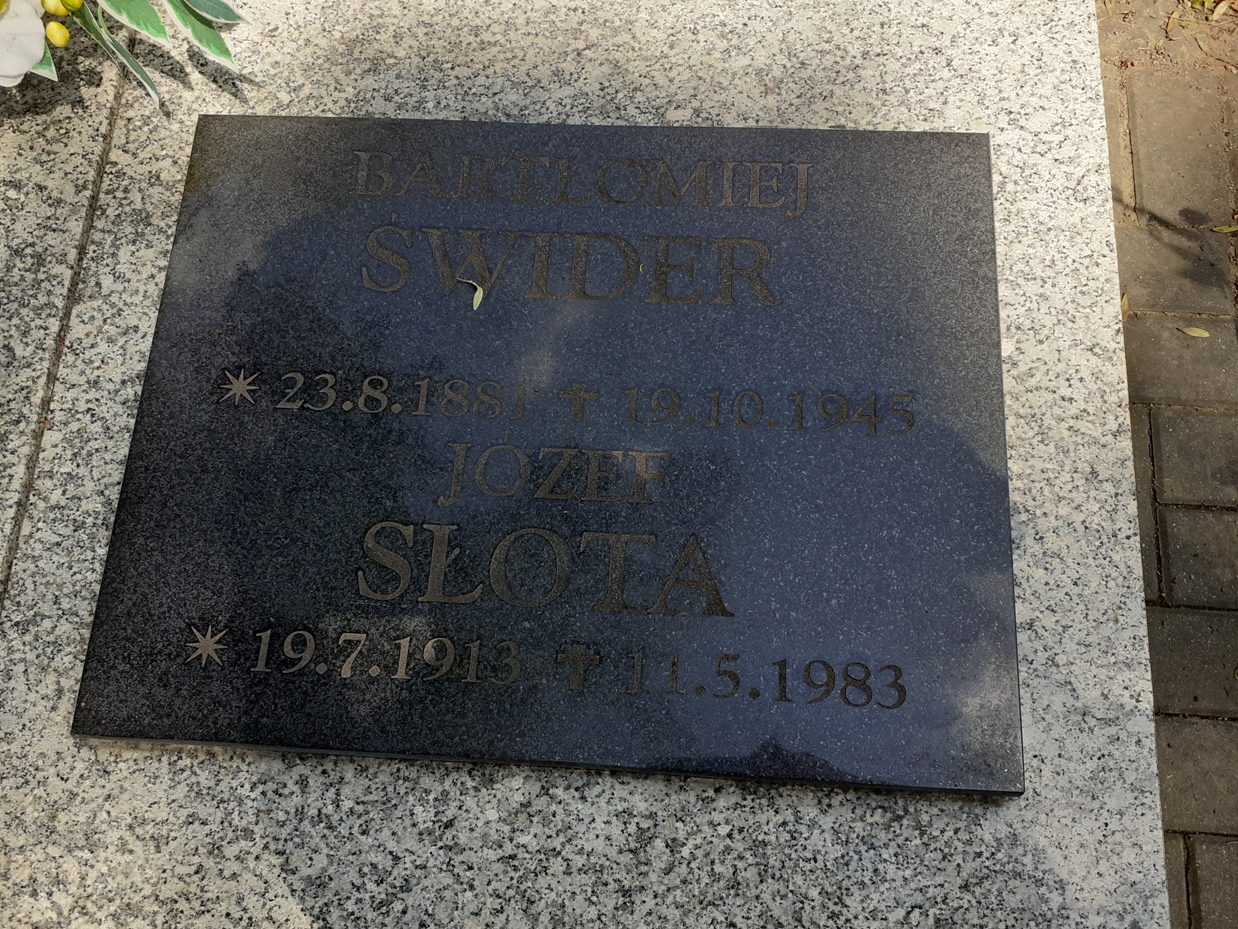 BARTŁOMIEJ
ŚWIDER
✴ 23.8.1881 ✝ 19.10.1945
JÓZEF
SŁOTA
✴ 19.7.1913 ✝ 11.5.1983